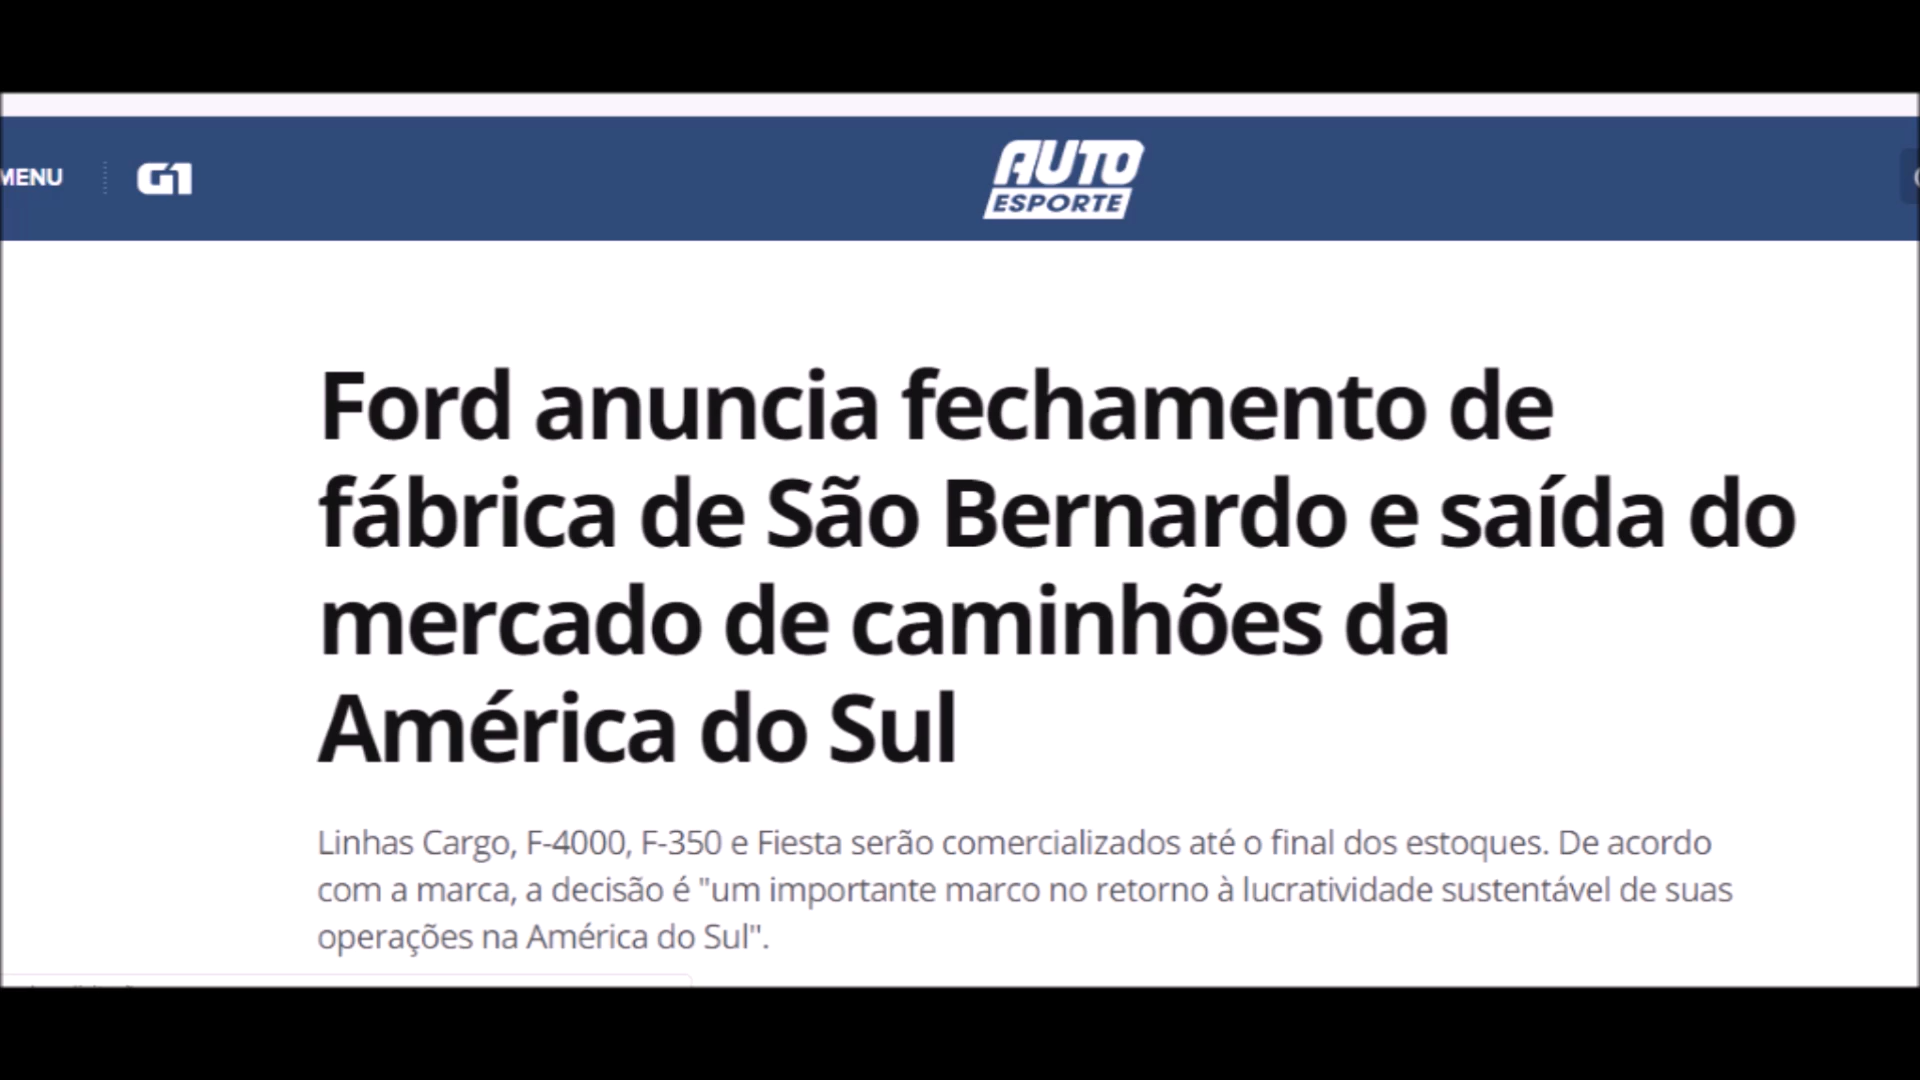 MENU
G1
AUTO
ESPORTE
Ford anuncia fechamento de
fábrica de São Bernardo e saída do
mercado de caminhões da
América do Sul
Linhas Cargo, F-4000, F-350 e Fiesta serão comercializados até o final dos estoques. De acordo
com a marca, a decisão é "um importante marco no retorno à lucratividade sustentável de suas
operações na América do Sul".